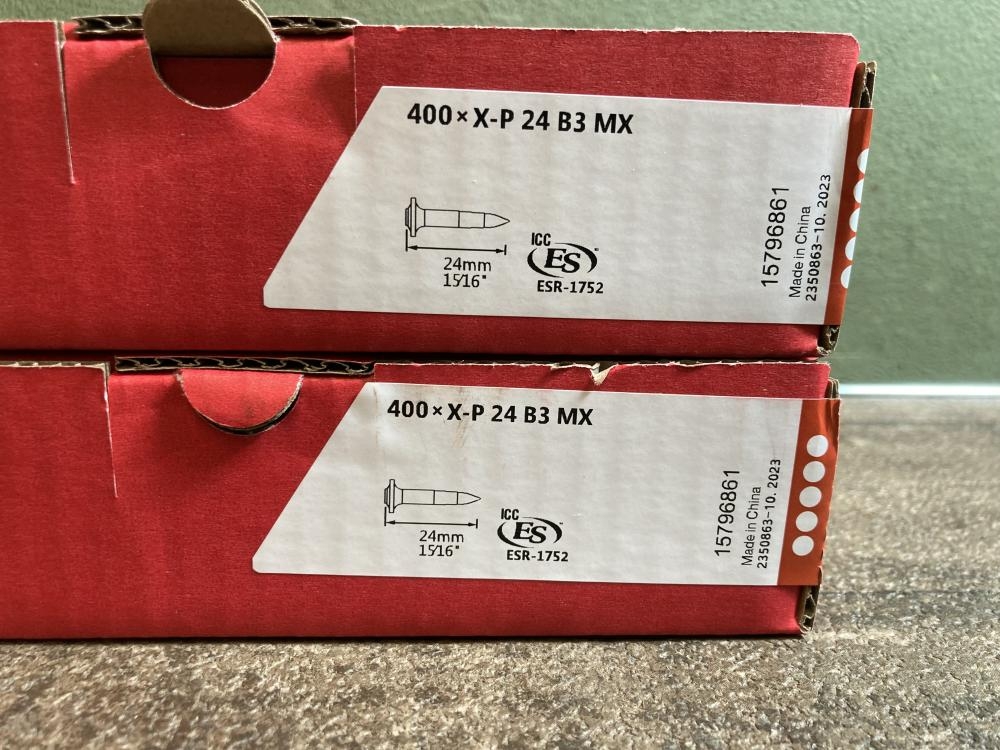 400 × X-P 24 B3 MX
24mm
15⁄16"
ICC
ES
ESR-1752
15796861
Made in China
2350863-10. 2023
400 × X-P 24 B3 MX
24mm
15⁄16"
ICC
ES
ESR-1752
15796861
Made in China
2350863-10. 2023